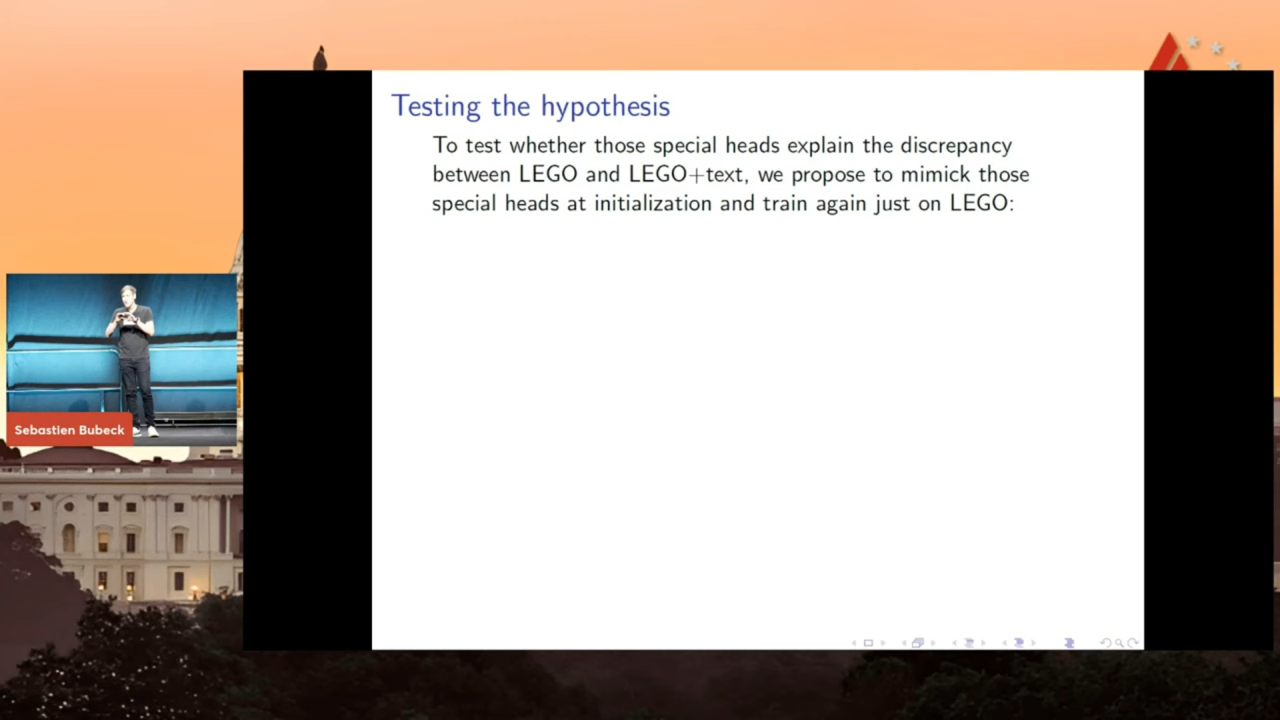 Testing the hypothesis
To test whether those special heads explain the discrepancy
between LEGO and LEGO+text, we propose to mimick those
special heads at initialization and train again just on LEGO:
Sebastien Bubeck